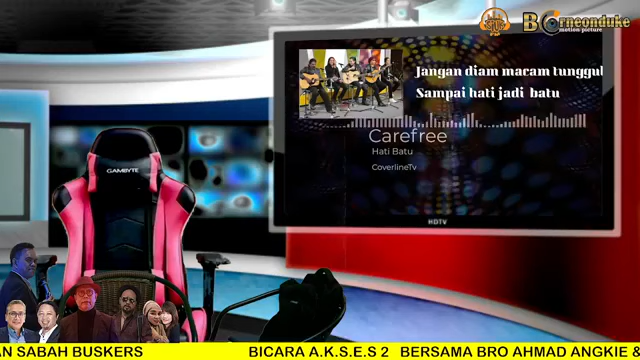 Borneonduke
motion picture
Jangan diam macam tunggul
Sampai hati jadi batu
Carefree
Hati Batu
CoverlineTv
HDTV
GAMBYTE
AN SABAH BUSKERS BICARA A.K.S.E.S 2 BERSAMA BRO AHMAD ANGKIE &